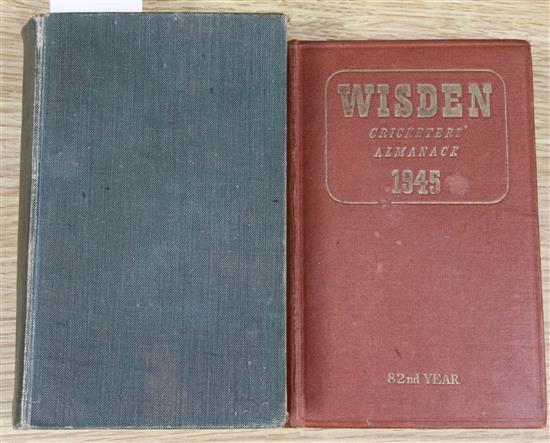 WISDEN
CRICKETERS'
ALMANACK
1945
82nd YEAR